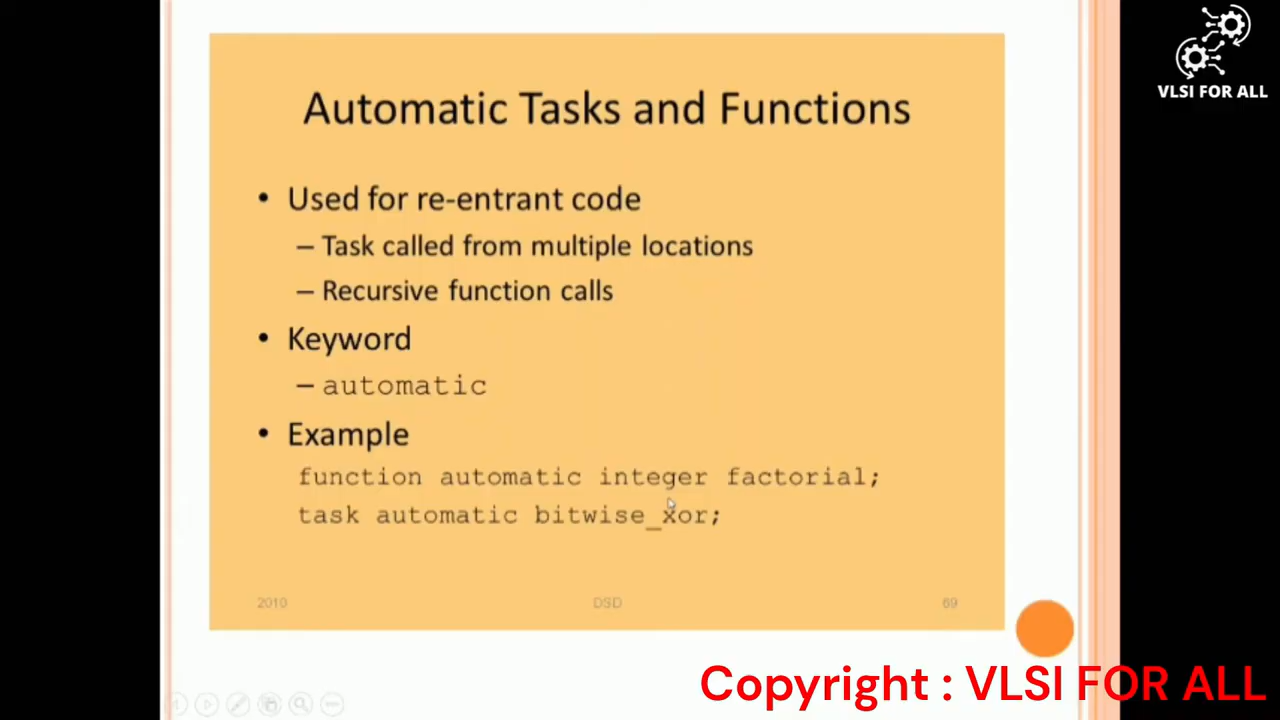 VLSI FOR ALL
Automatic Tasks and Functions
• Used for re-entrant code
– Task called from multiple locations
– Recursive function calls
• Keyword
– automatic
• Example
function automatic integer factorial;
task automatic bitwise_xor;
2010 DSD 69
Copyright : VLSI FOR ALL